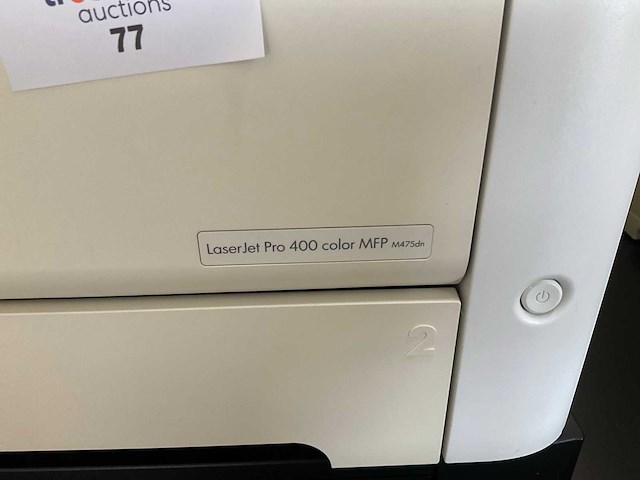 auctions
77
LaserJet Pro 400 color MFP M475dn
2